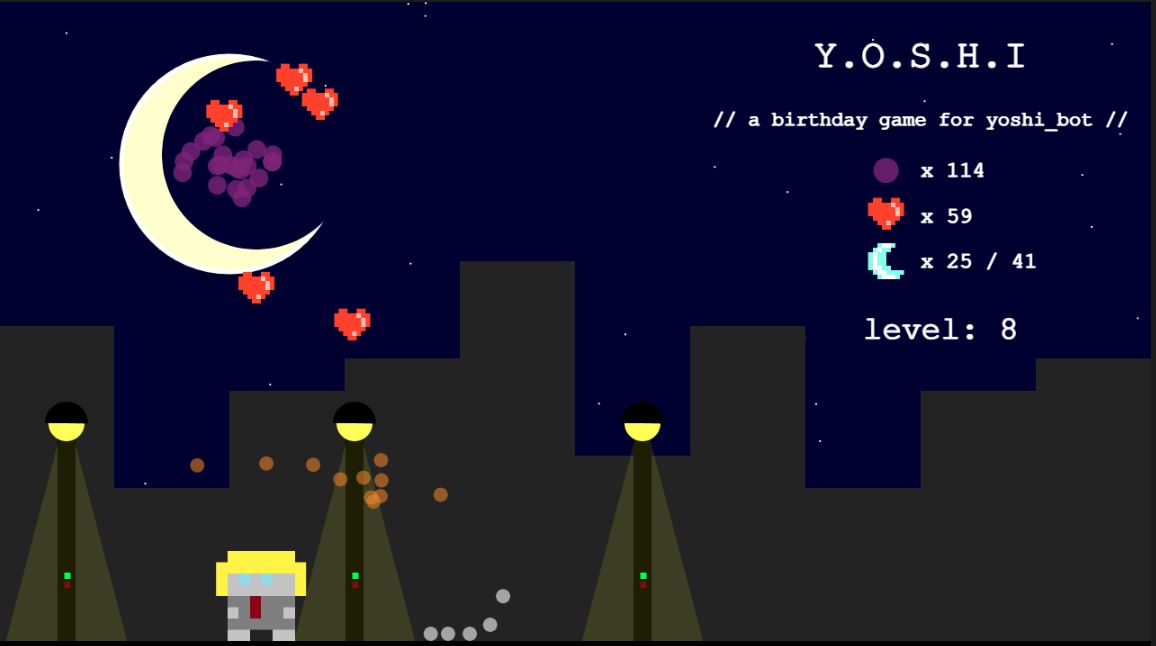 Y.O.S.H.I
// a birthday game for yoshi_bot //
x 114
x 59
x 25 / 41
level: 8